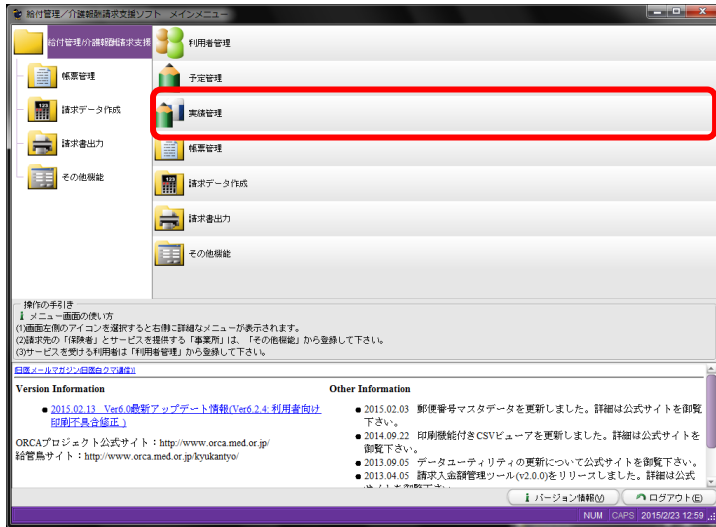 給付管理/介護報酬請求支援ソフト メインメニュー
給付管理/介護報酬請求支援
帳票管理
請求データ作成
請求書出力
その他機能
利用者管理
予定管理
実績管理
帳票管理
請求データ作成
請求書出力
その他機能
操作の手引き
メニュー画面の使い方
(1)画面左側のアイコンを選択すると右側に詳細なメニューが表示されます。
(2)請求先の「保険者」とサービスを提供する「事業所」は、「その他機能」から登録して下さい。
(3)サービスを受ける利用者は「利用者管理」から登録して下さい。
日医メールマガジン(日医白クマ通信)
Version Information
● 2015.02.13 Ver6.0最新アップデート情報(Ver6.2.4: 利用者向け
印刷不具合修正 )
ORCAプロジェクト公式サイト:http://www.orca.med.or.jp/
給管鳥サイト:http://www.orca.med.or.jp/kyukantyo/
Other Information
● 2015.02.03 郵便番号マスタデータを更新しました。詳細は公式サイトを御覧
下さい。
● 2014.09.22 印刷機能付きCSVビューアを更新しました。詳細は公式サイトを
御覧下さい。
● 2013.09.05 データユーティリティの更新について公式サイトを御覧下さい。
● 2013.04.05 請求入金額管理ツール(v2.0.0)をリリースしました。詳細は公式
バージョン情報(V)
ログアウト(E)
NUM CAPS 2015/2/23 12:59